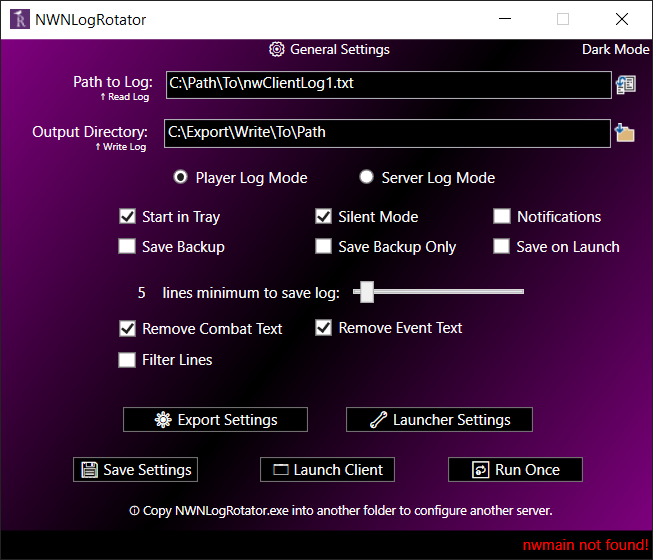 NWNLogRotator
General Settings
Dark Mode
Path to Log:
C:\Path\To\nwClientLog1.txt
↑ Read Log
Output Directory:
C:\Export\Write\To\Path
↑ Write Log
Player Log Mode
Server Log Mode
Start in Tray
Silent Mode
Notifications
Save Backup
Save Backup Only
Save on Launch
5 lines minimum to save log:
Remove Combat Text
Remove Event Text
Filter Lines
Export Settings
Launcher Settings
Save Settings
Launch Client
Run Once
Copy NWNLogRotator.exe into another folder to configure another server.
nwmain not found!